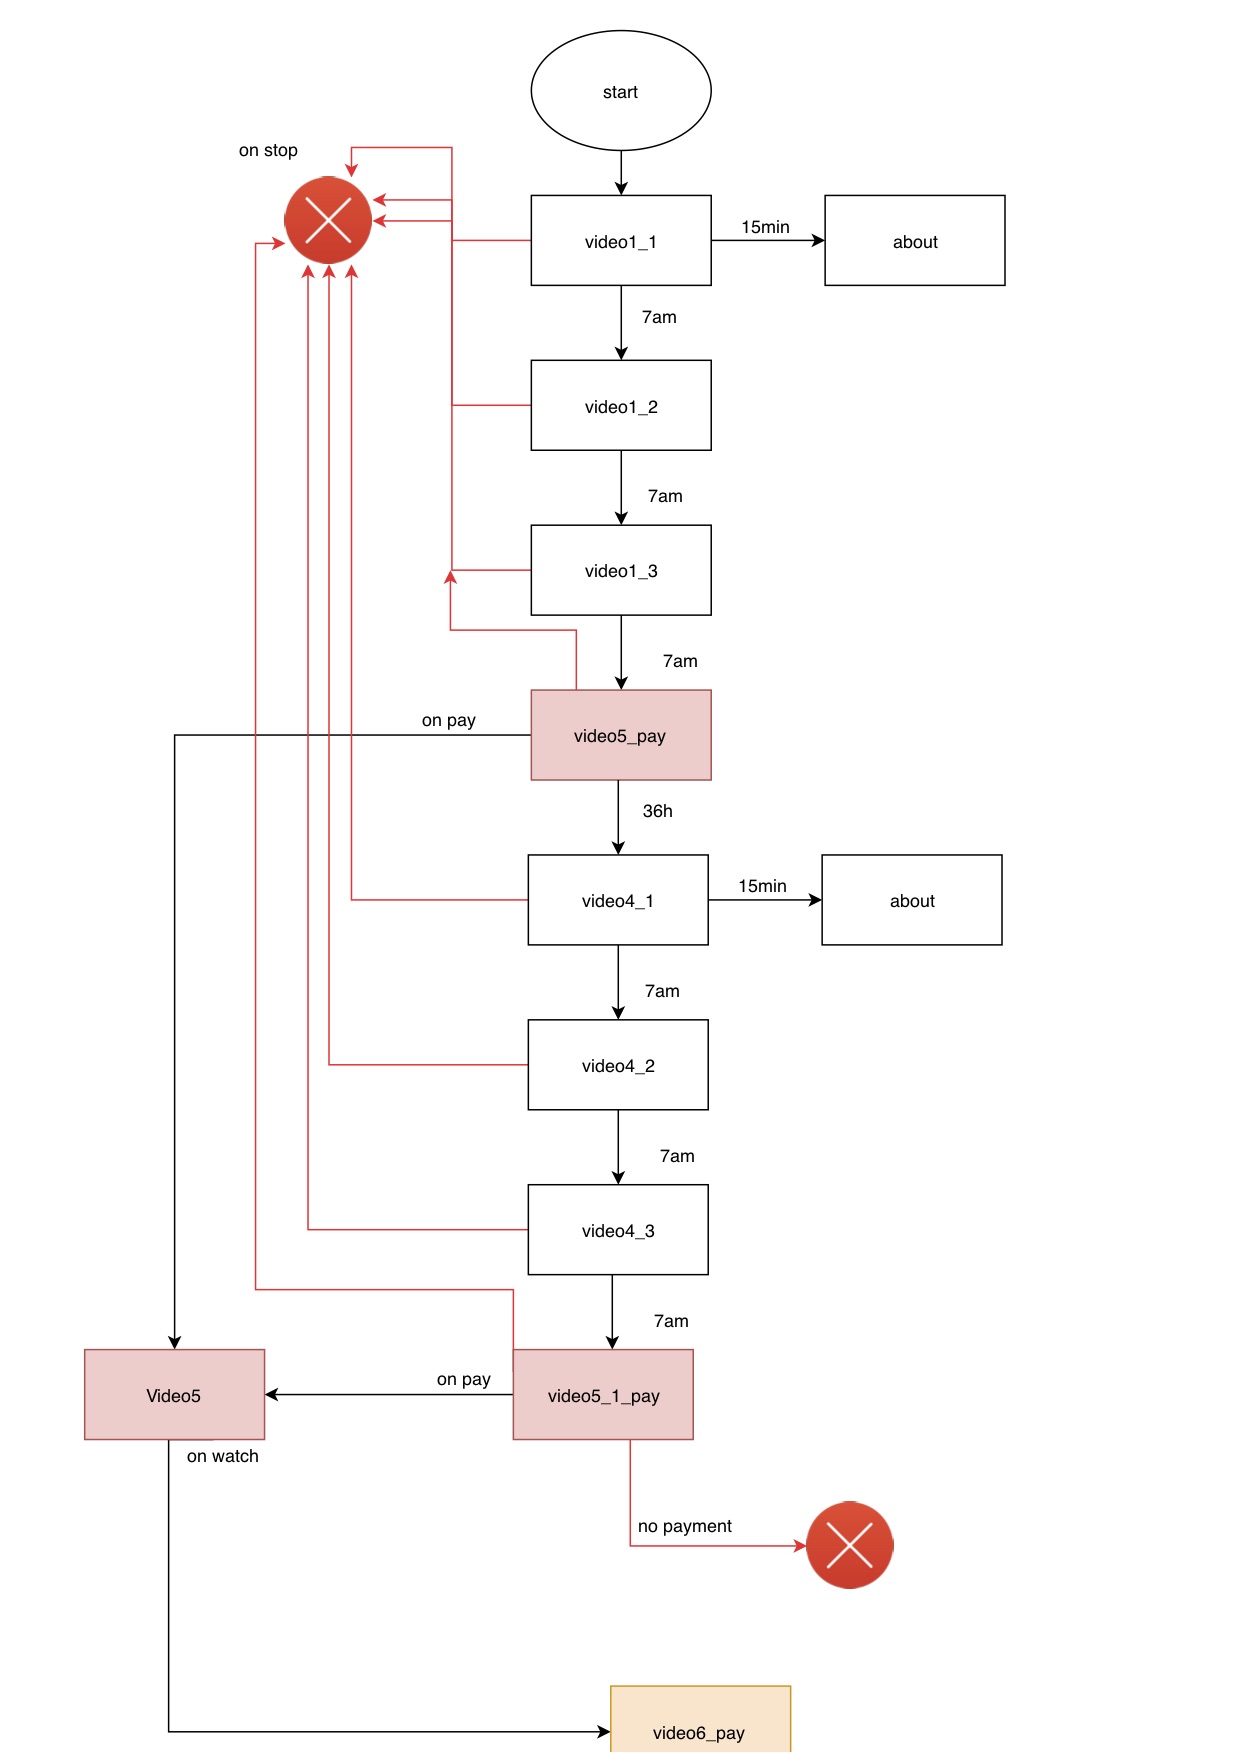 start
on stop
video1_1
15min
about
7am
video1_2
7am
video1_3
7am
on pay
video5_pay
36h
video4_1
15min
about
7am
video4_2
7am
video4_3
7am
Video5
on pay
video5_1_pay
on watch
no payment
video6_pay